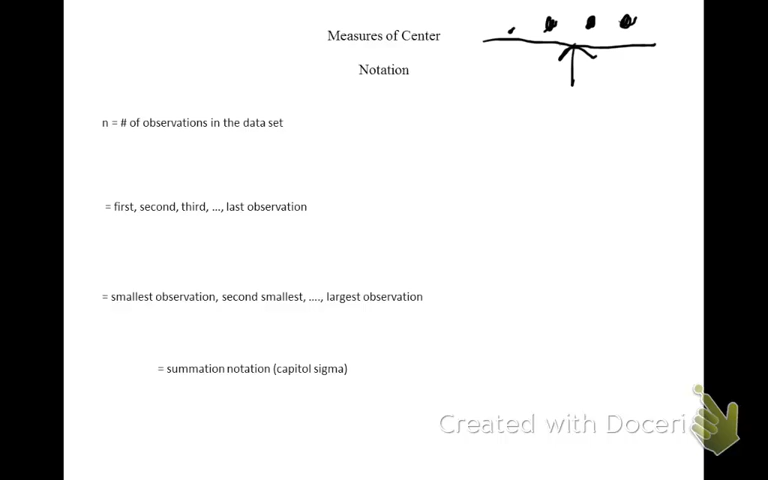 Measures of Center
Notation
n = # of observations in the data set
= first, second, third, ..., last observation
= smallest observation, second smallest, ...., largest observation
= summation notation (capitol sigma)
Created with Doceri